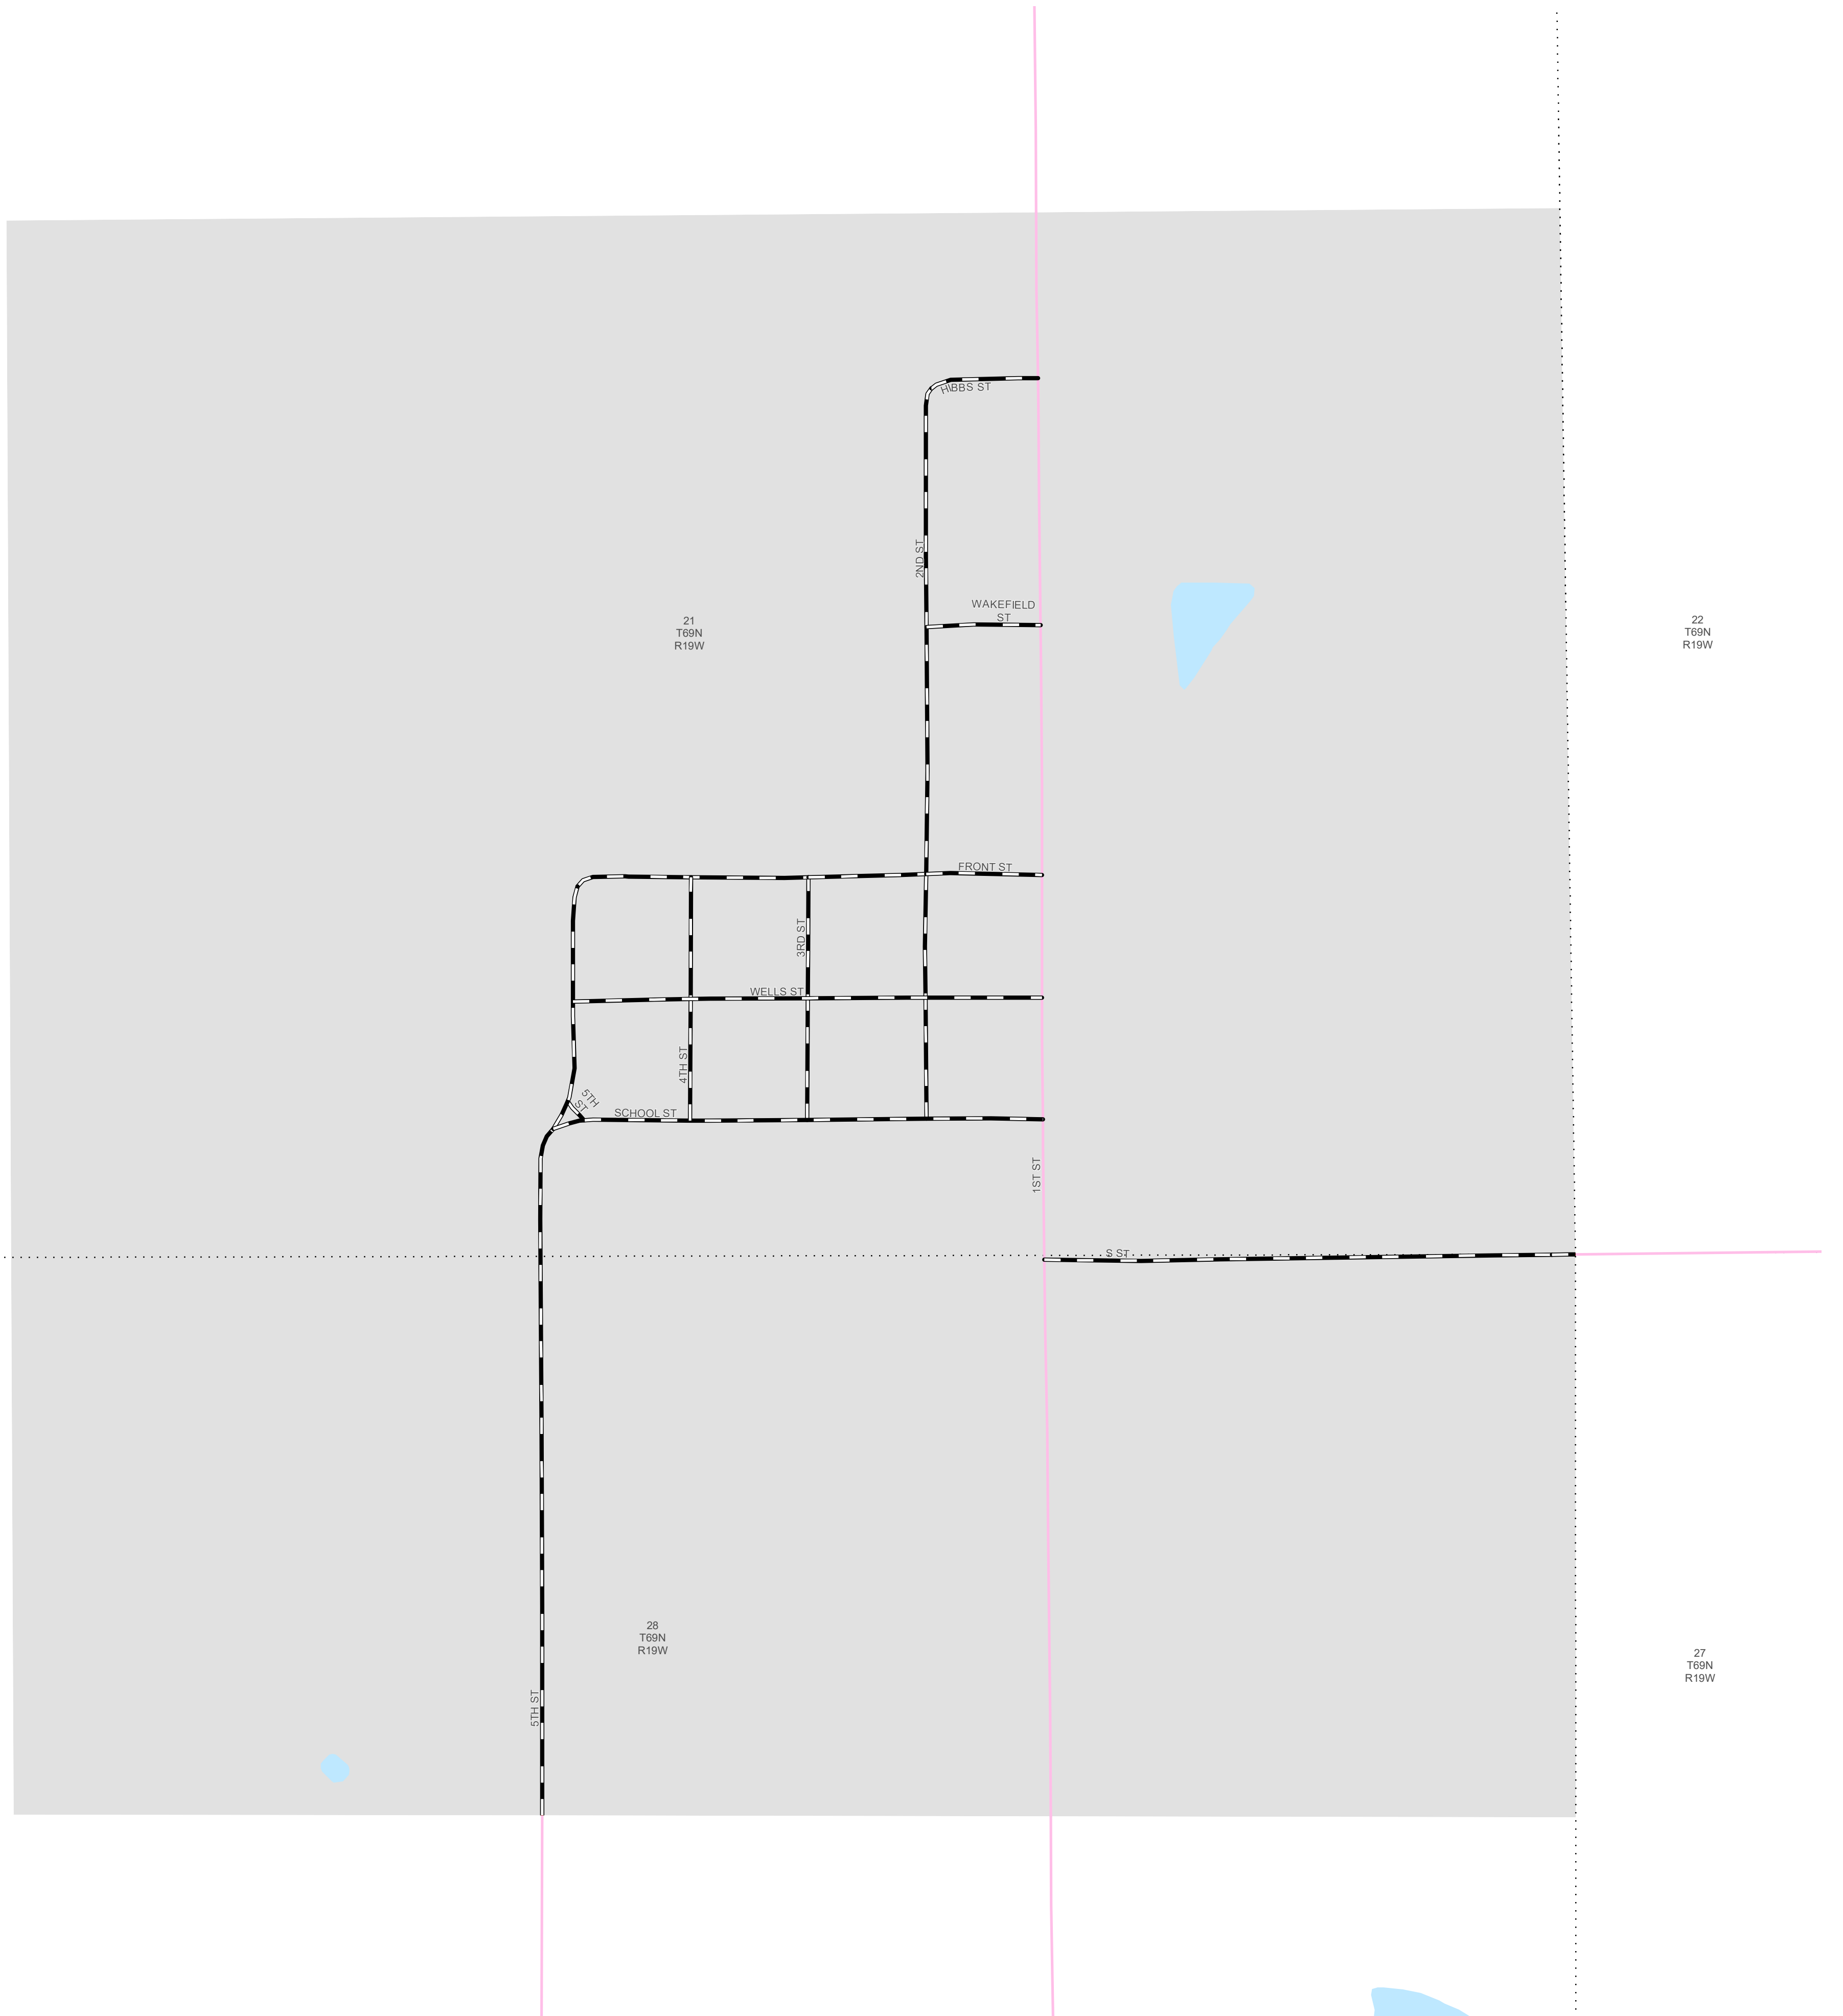 HIBBS ST
2ND ST
WAKEFIELD
ST
21
T69N
R19W
22
T69N
R19W
FRONT ST
3RD ST
WELLS ST
4TH ST
5TH
ST
SCHOOL ST
1ST ST
S ST
28
T69N
R19W
27
T69N
R19W
5TH ST